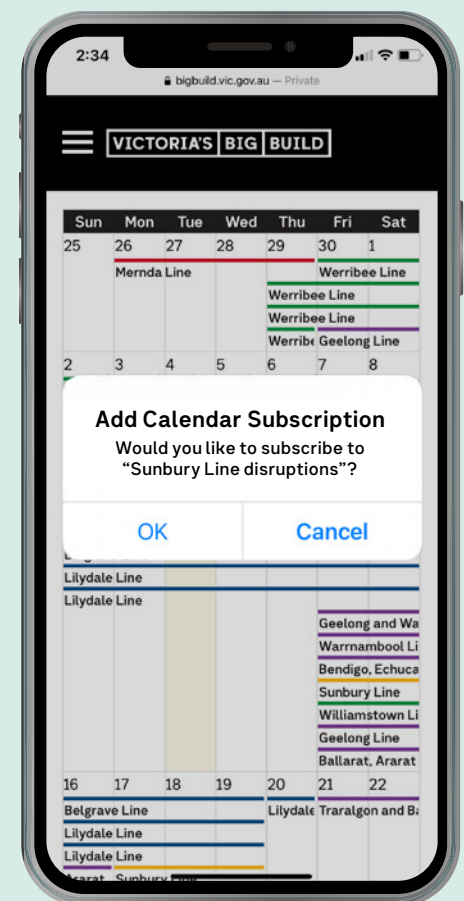 2:34
bigbuild.vic.gov.au — Private
VICTORIA'S BIG BUILD
Sun Mon Tue Wed Thu Fri Sat
25 26 27 28 29 30 1
Mernda Line Werribee Line
Werribee Line
Werribee Line
Geelong Line
2 3 4 5 6 7 8
Add Calendar Subscription
Would you like to subscribe to
“Sunbury Line disruptions”?
OK Cancel
Lilydale Line
Lilydale Line
Geelong and Wa
Warrnambool Li
Bendigo, Echuca
Sunbury Line
Williamstown Li
Geelong Line
Ballarat, Ararat
16 17 18 19 20 21 22
Belgrave Line Lilydale Traralgon and Ba
Lilydale Line
Lilydale Line
Ararat Sunbury Line